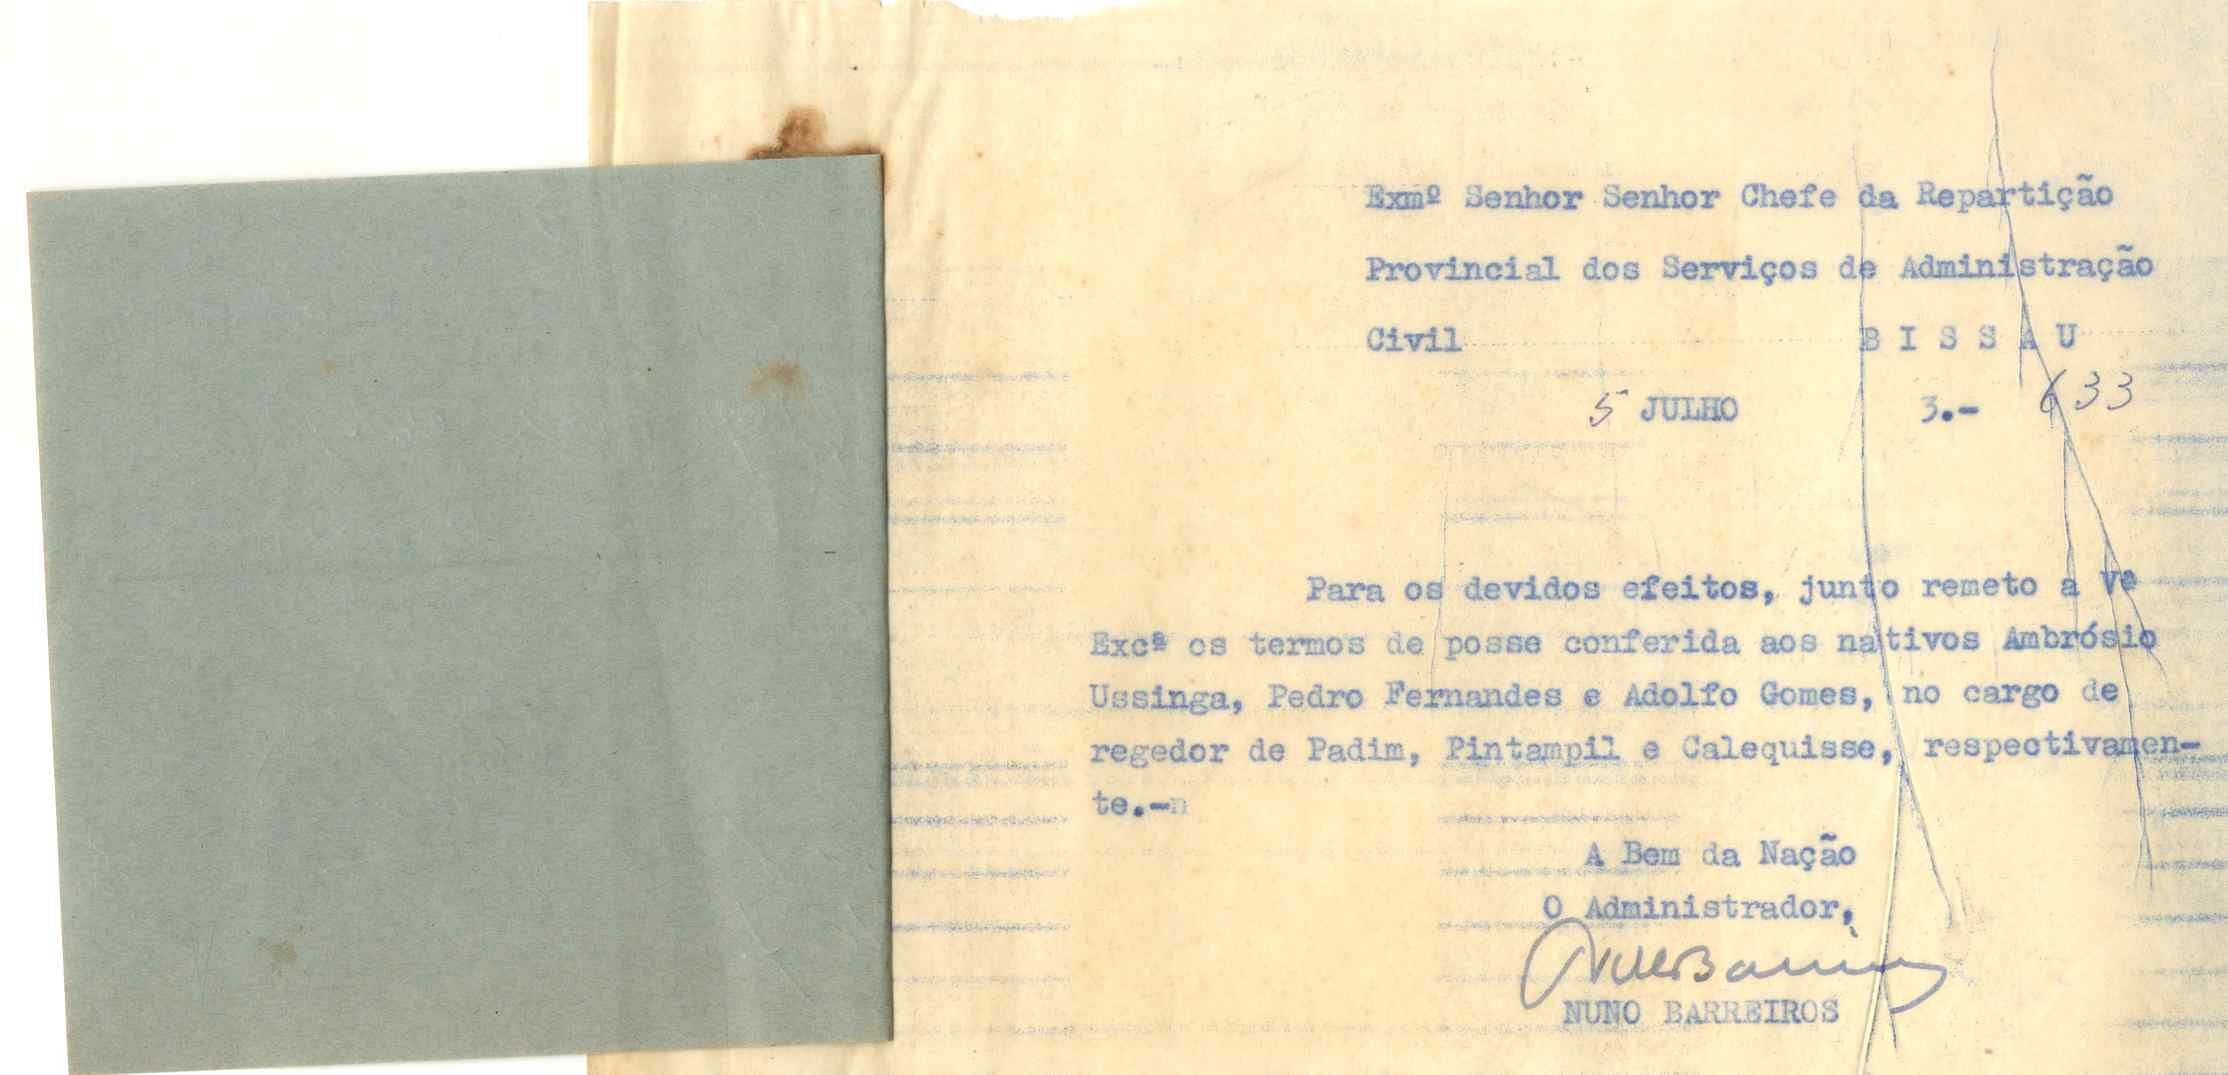 Exmº Senhor Senhor Chefe da Repartição
Provincial dos Serviços de Administração
Civil B I S S A U
5 JULHO 3.- 633
Para os devidos efeitos, junto remeto a Vª
Excª os termos de posse conferida aos nativos Ambrósio
Ussinga, Pedro Fernandes e Adolfo Gomes, no cargo de
regedor de Padim, Pintampil e Calequisse, respectivamen-
te.-n
A Bem da Nação
O Administrador,
NUNO BARREIROS